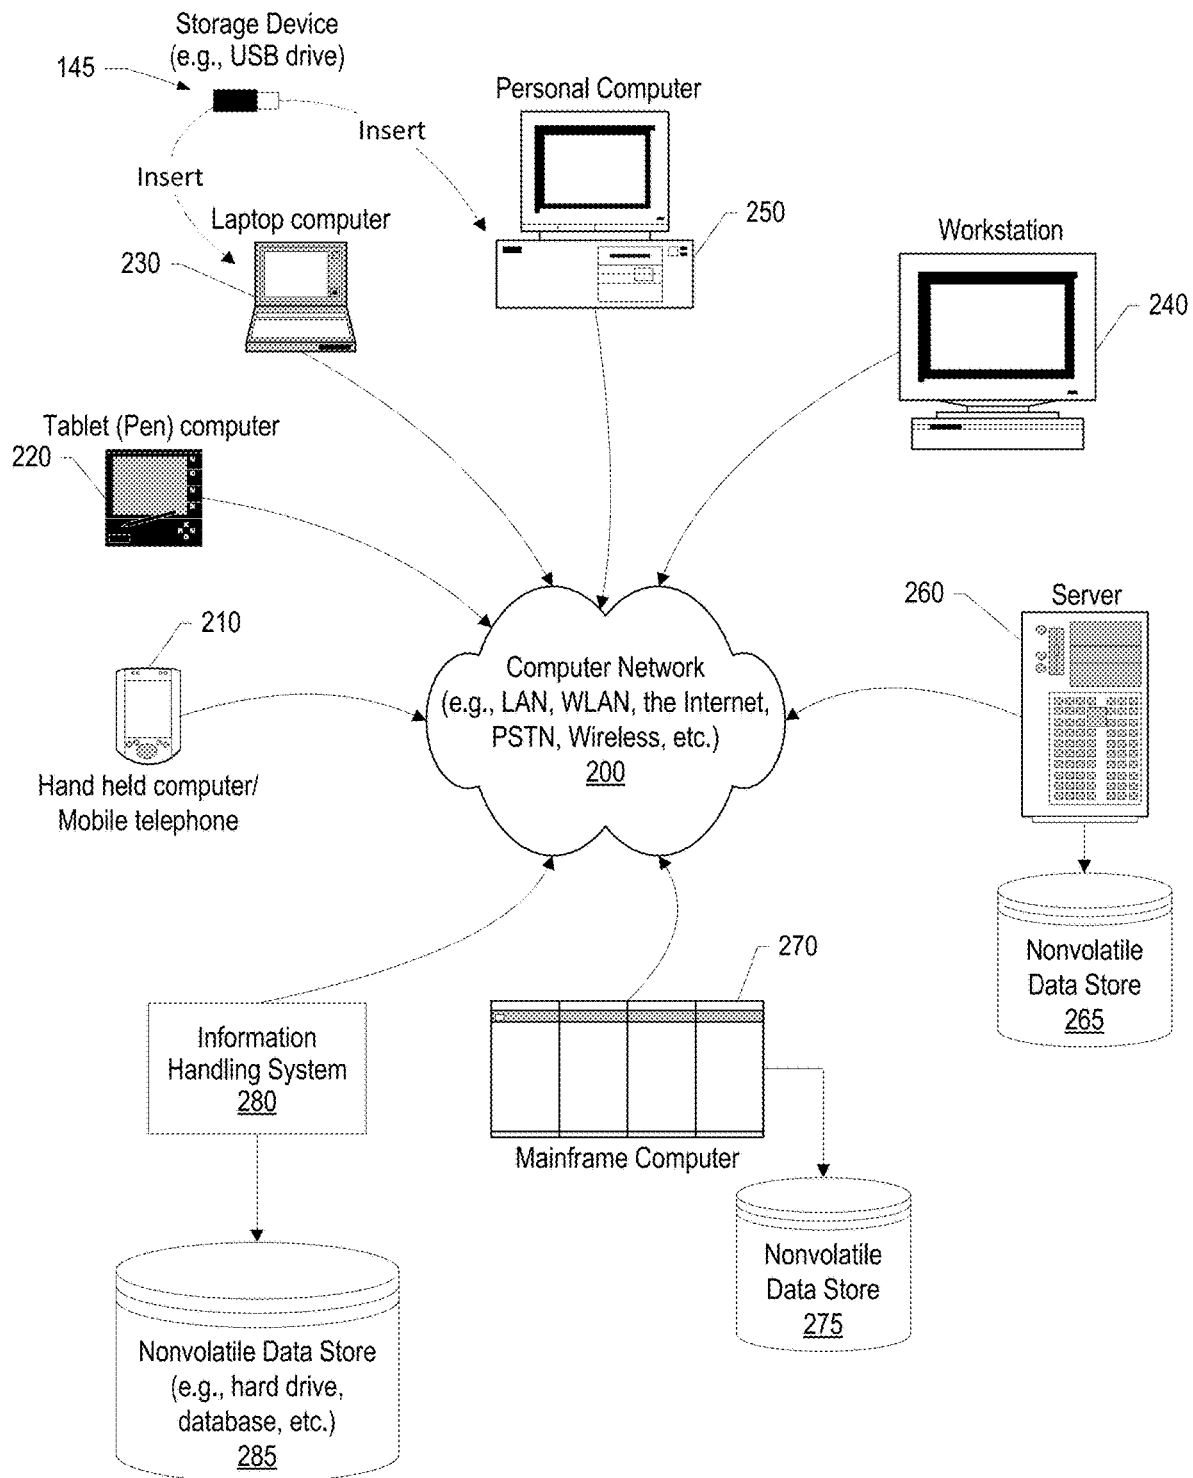 Storage Device
(e.g., USB drive)
145
Insert
Insert
Personal Computer
250
Laptop computer
230
Workstation
240
Tablet (Pen) computer
220
260
Server
210
Hand held computer/
Mobile telephone
Computer Network
(e.g., LAN, WLAN, the Internet,
PSTN, Wireless, etc.)
200
Nonvolatile
Data Store
265
270
Mainframe Computer
Information
Handling System
280
Nonvolatile
Data Store
275
Nonvolatile Data Store
(e.g., hard drive,
database, etc.)
285